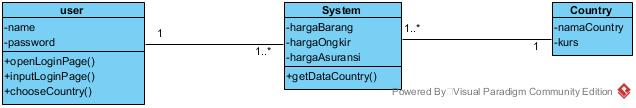 user
-name
-password
+openLoginPage()
+inputLoginPage()
+chooseCountry()
1
1..*
System
-hargaBarang
-hargaOngkir
-hargaAsuransi
+getDataCountry()
1..*
1
Country
-namaCountry
-kurs
Powered By Visual Paradigm Community Edition